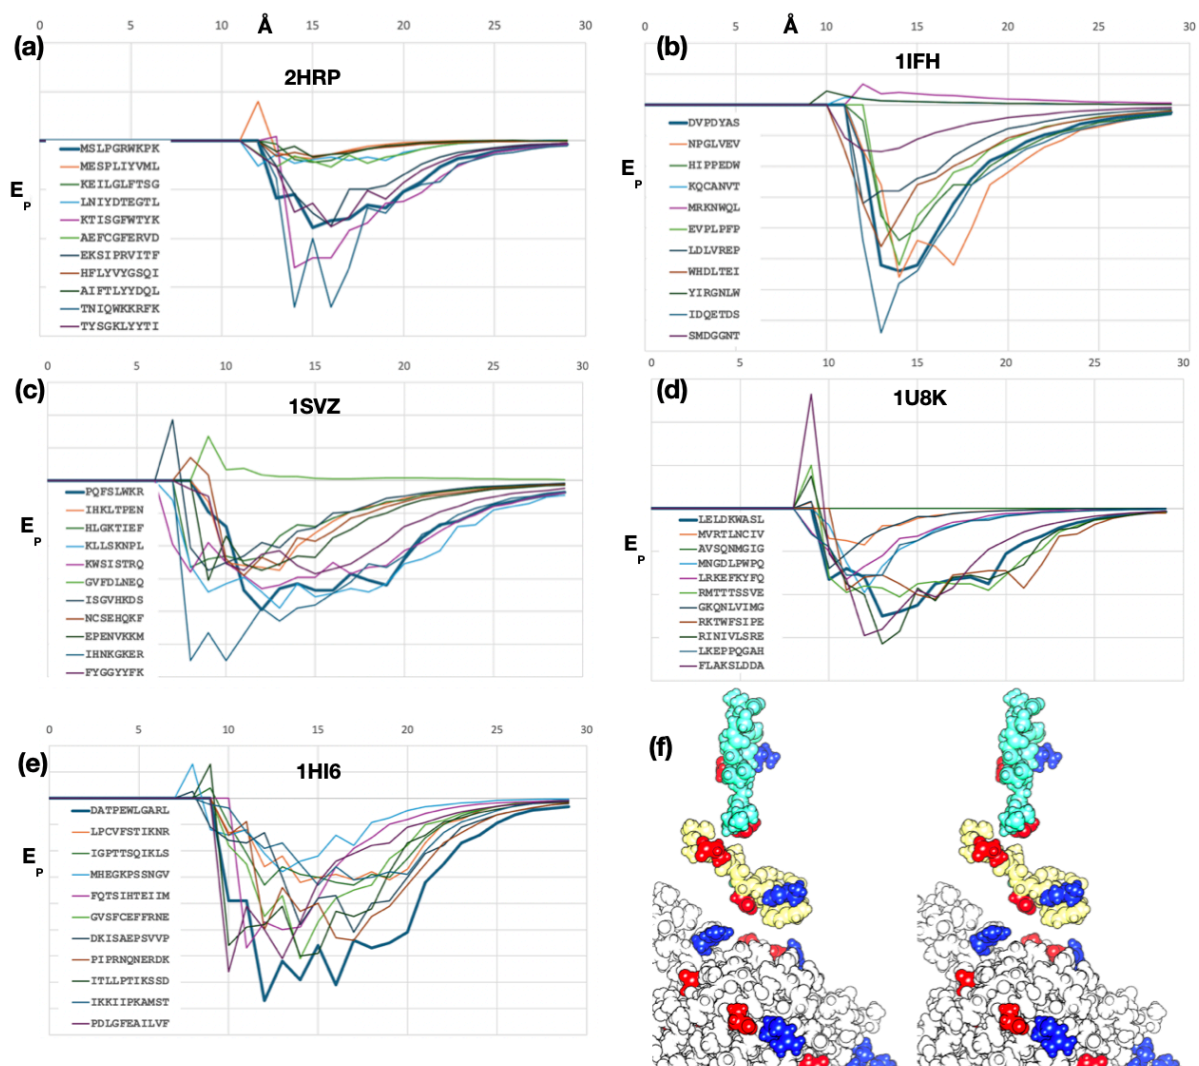 0 5 Å 10 15 20 25 30
(a)
2HRP
E
P
MSLPGRWKPK
MESPLIYVML
KEILGLFTSG
LNIYDTEGTL
KTISGFWTYK
AEFCGFERVD
EKSIPRVITF
HFLYVYGSQI
AIFTLYYDQL
TNIQWKKRFK
TYSGKLYYTI
0 5 Å 10 15 20 25 30
(b)
1IFH
E
P
DVPDYAS
NPGLVEV
HIPPEDW
KQCANVT
MRKNWQL
EVPLPFP
LDLVREP
WHDLTEI
YIRGNLW
IDQETDS
SMDGGNT
0 5 10 15 20 25 30
(c)
1SVZ
E
P
PQFSLWKR
IHKLTPEN
HLGKTIEF
KLLSKNPL
KWSISTRQ
GVFDLNEQ
ISGVHKDS
NCSEHQKF
EPENVKKM
IHNKGKER
FYGGYYFK
0 5 10 15 20 25 30
(d)
1U8K
E
P
LELDKWASL
MVRTLNCIV
AVSQNMGIG
MNGDLPWPQ
LRKEFKYFQ
RMTTTSSVE
GKQNLVIMG
RKTWFSIPE
RINIVLSRE
LKEPPQGAH
FLAKSLDDA
0 5 10 15 20 25 30
(e)
1HI6
E
P
DATPEWLGARL
LPCVFSTIKNR
IGPTTSQIKLS
MHEGKPSSNGV
FQTSIHTEIIM
GVSFCEFFRNE
DKISAEPSVVP
PIPRNQNERDK
ITLLPTIKSSD
IKKIIPKAMST
PDLGFEAILVF
(f)